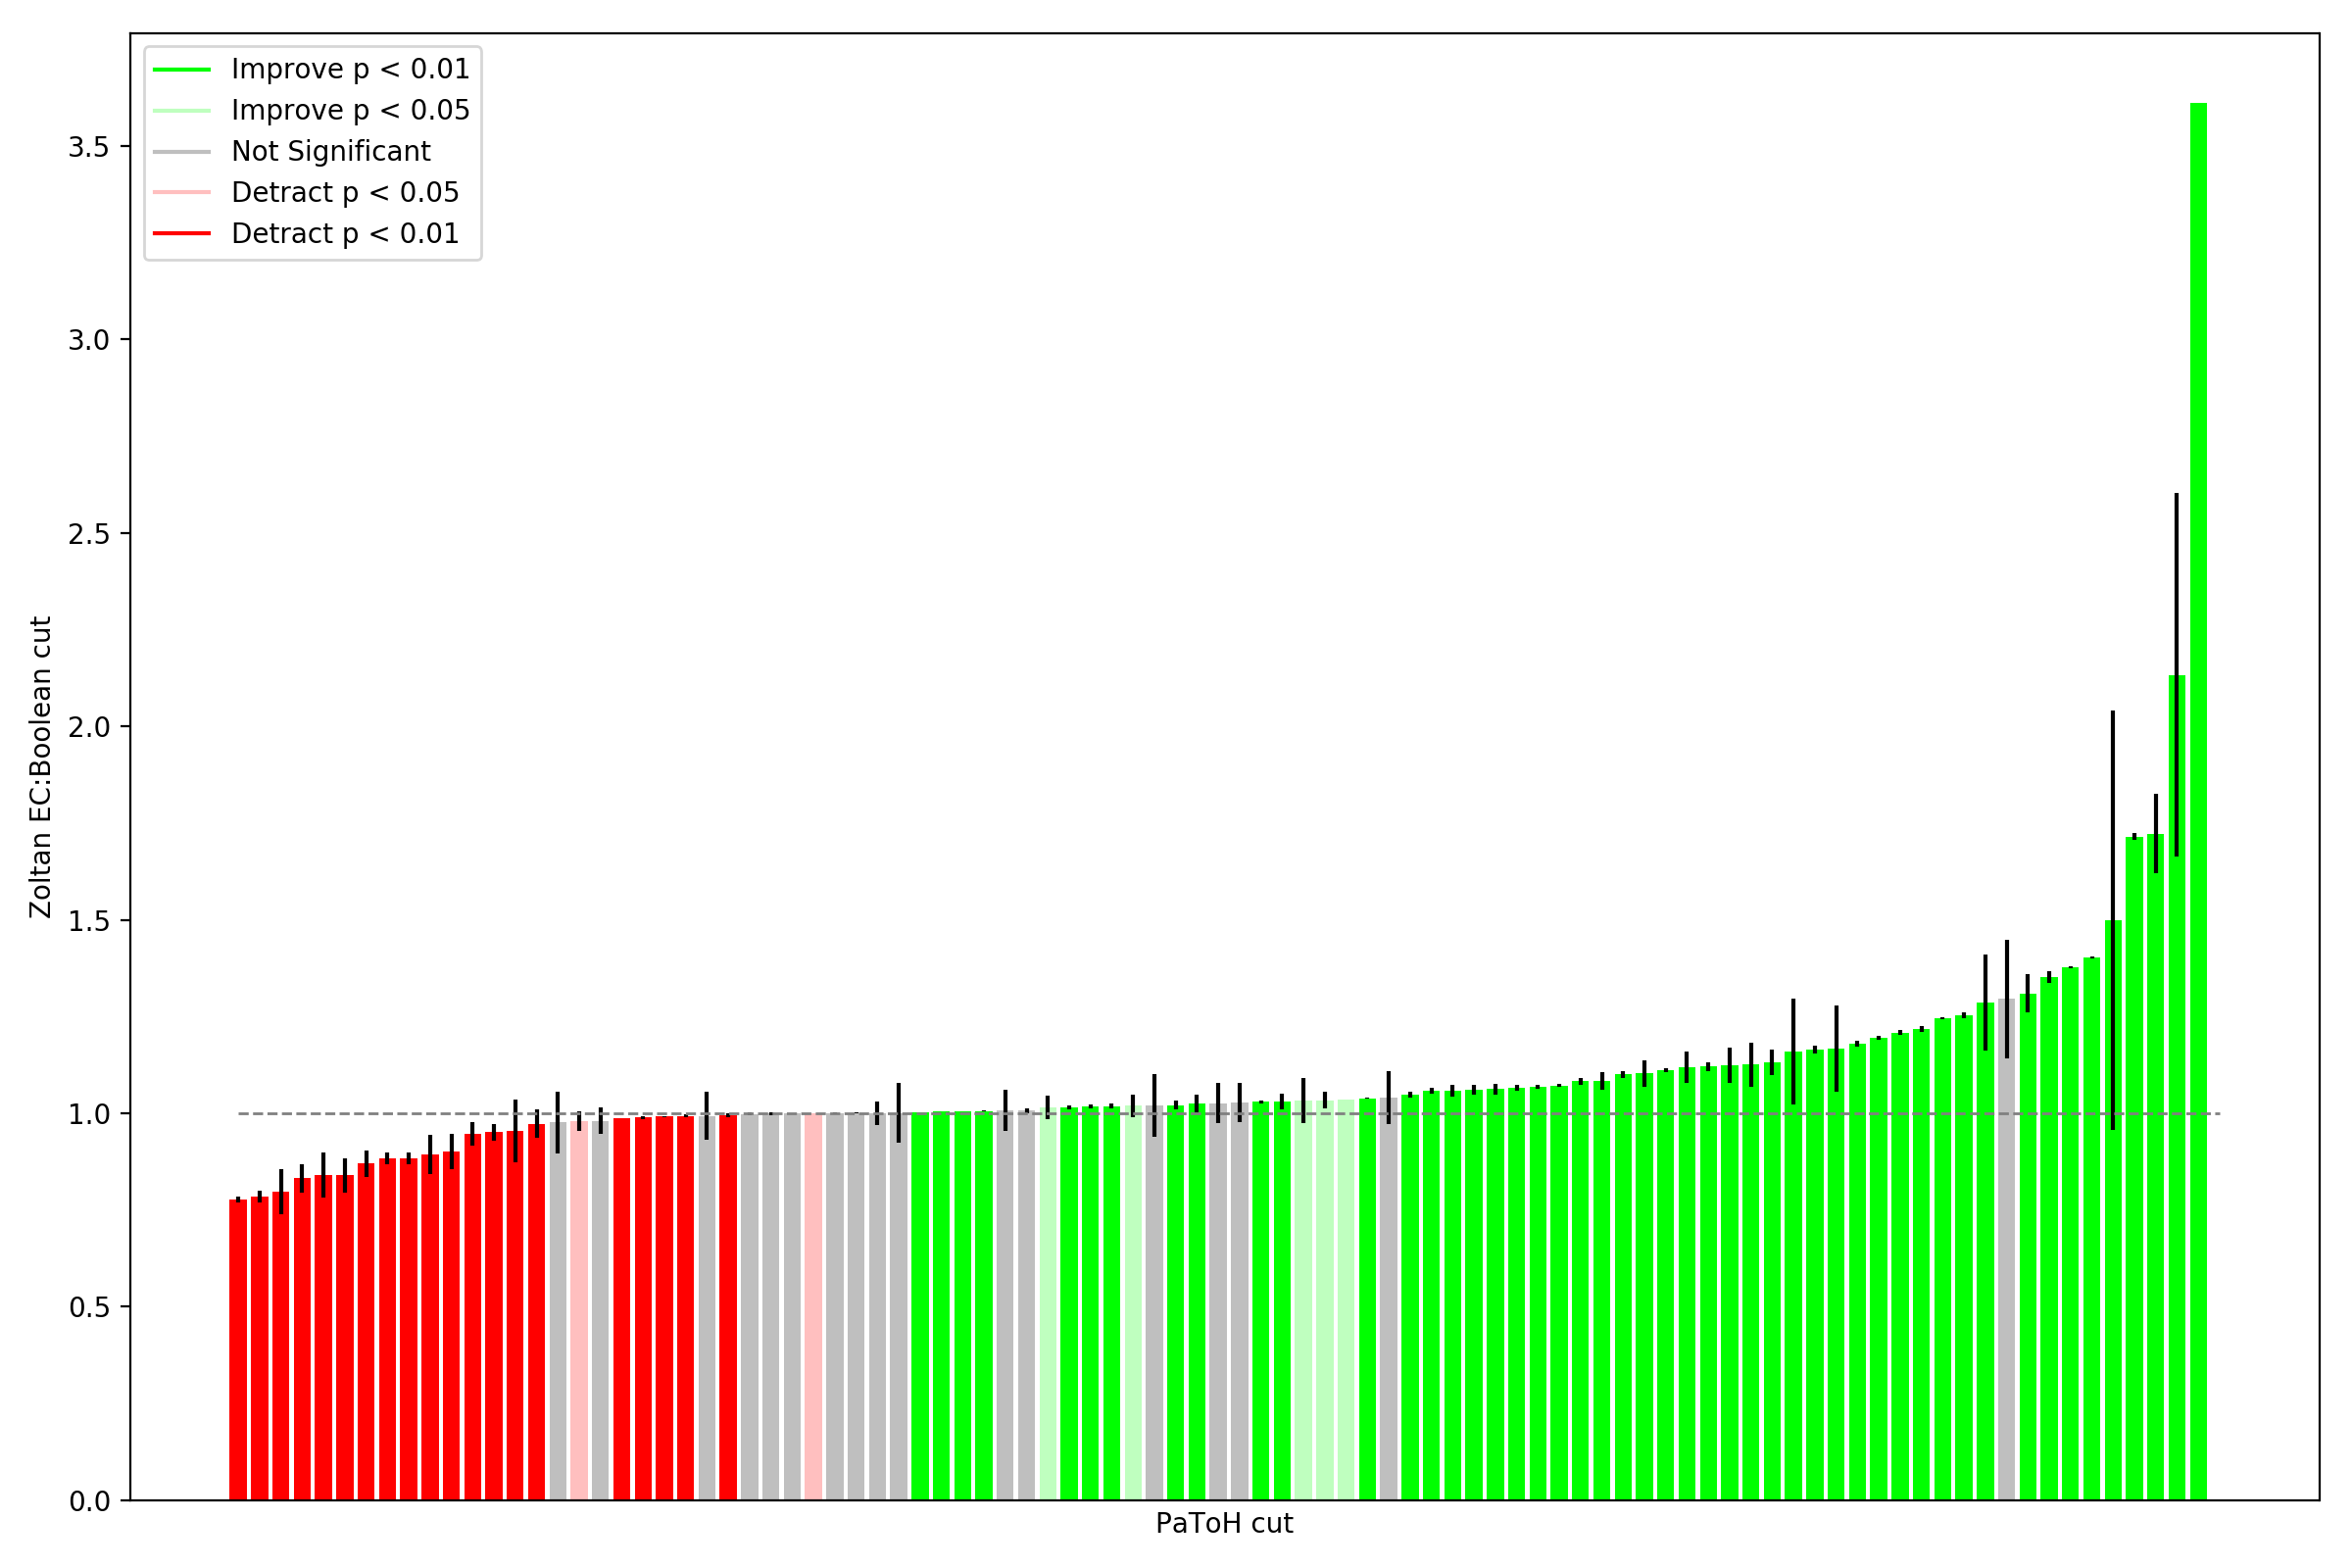 Improve p < 0.01
Improve p < 0.05
Not Significant
Detract p < 0.05
Detract p < 0.01
3.5
3.0
2.5
2.0
1.5
1.0
0.5
0.0
Zoltan EC:Boolean cut
PaToH cut